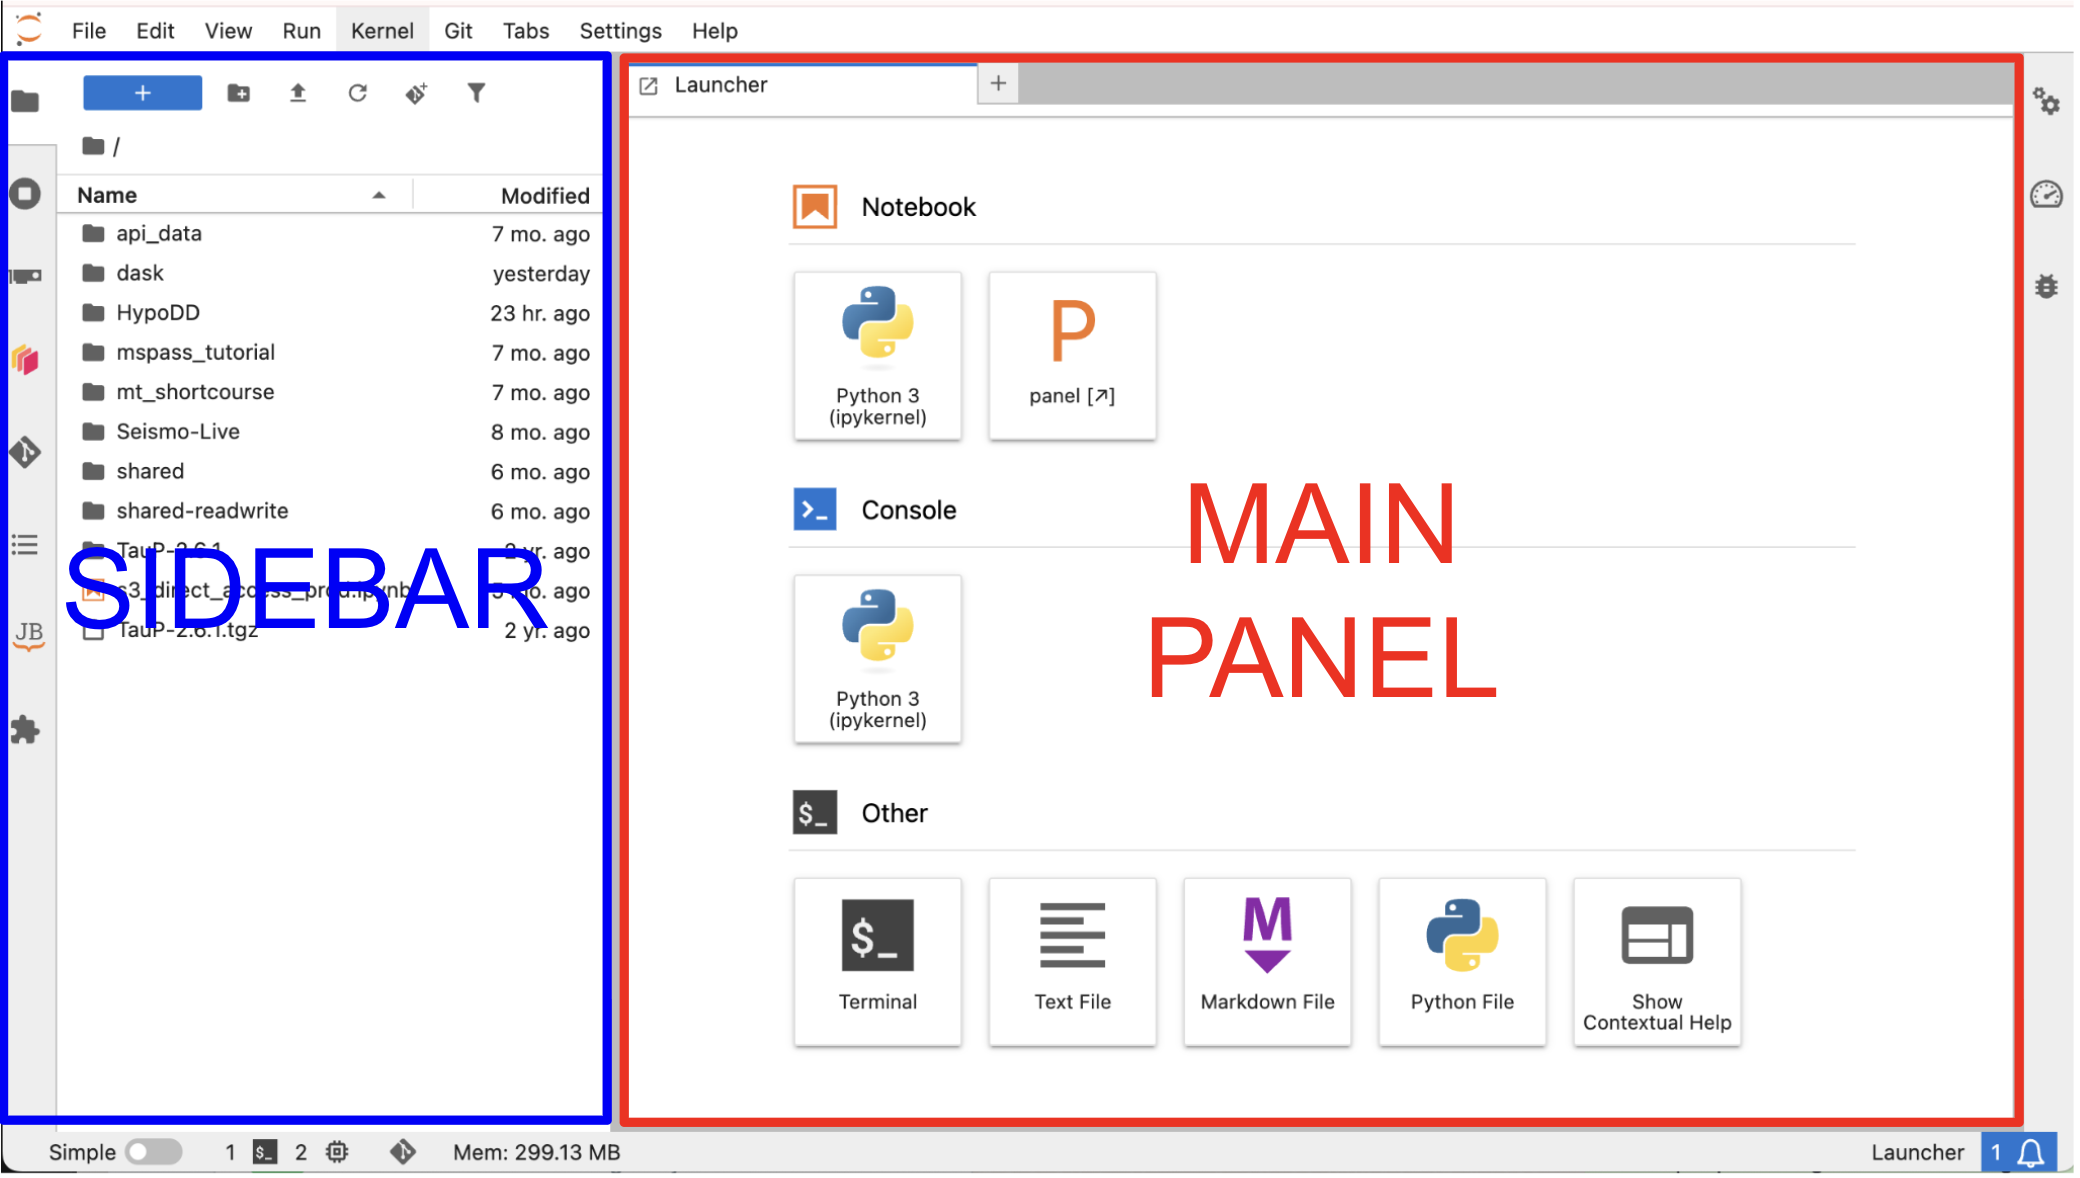 File Edit View Run Kernel Git Tabs Settings Help
+
Launcher +
/
Name Modified
api_data 7 mo. ago
dask yesterday
HypoDD 23 hr. ago
mspass_tutorial 7 mo. ago
mt_shortcourse 7 mo. ago
Seismo-Live 8 mo. ago
shared 6 mo. ago
shared-readwrite 6 mo. ago
TauP-2.6.1 2 yr. ago
s3_direct_access_prod.ipynb 5 mo. ago
TauP-2.6.1.tgz 2 yr. ago
SIDEBAR
JB
Notebook
Python 3
(ipykernel)
P
panel [↗]
Console
Python 3
(ipykernel)
MAIN
PANEL
$_ Other
$_
Terminal
Text File
M
Markdown File
Python File
Show
Contextual Help
Simple 1 $_ 2 Mem: 299.13 MB
Launcher 1